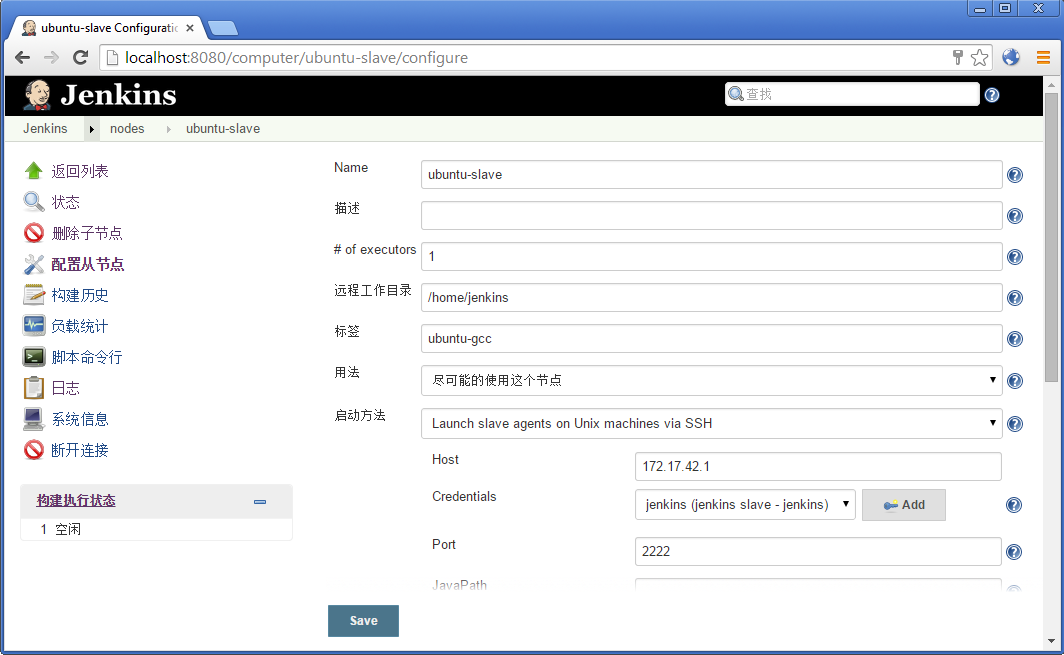 ubuntu-slave Configuratio
localhost:8080/computer/ubuntu-slave/configure
Jenkins
查找
Jenkins nodes ubuntu-slave
返回列表
状态
删除子节点
配置从节点
构建历史
负载统计
脚本命令行
日志
系统信息
断开连接
构建执行状态
1 空闲
Name ubuntu-slave
描述
# of executors 1
远程工作目录 /home/jenkins
标签 ubuntu-gcc
用法 尽可能的使用这个节点
启动方法 Launch slave agents on Unix machines via SSH
Host 172.17.42.1
Credentials jenkins (jenkins slave - jenkins) Add
Port 2222
JavaPath
Save